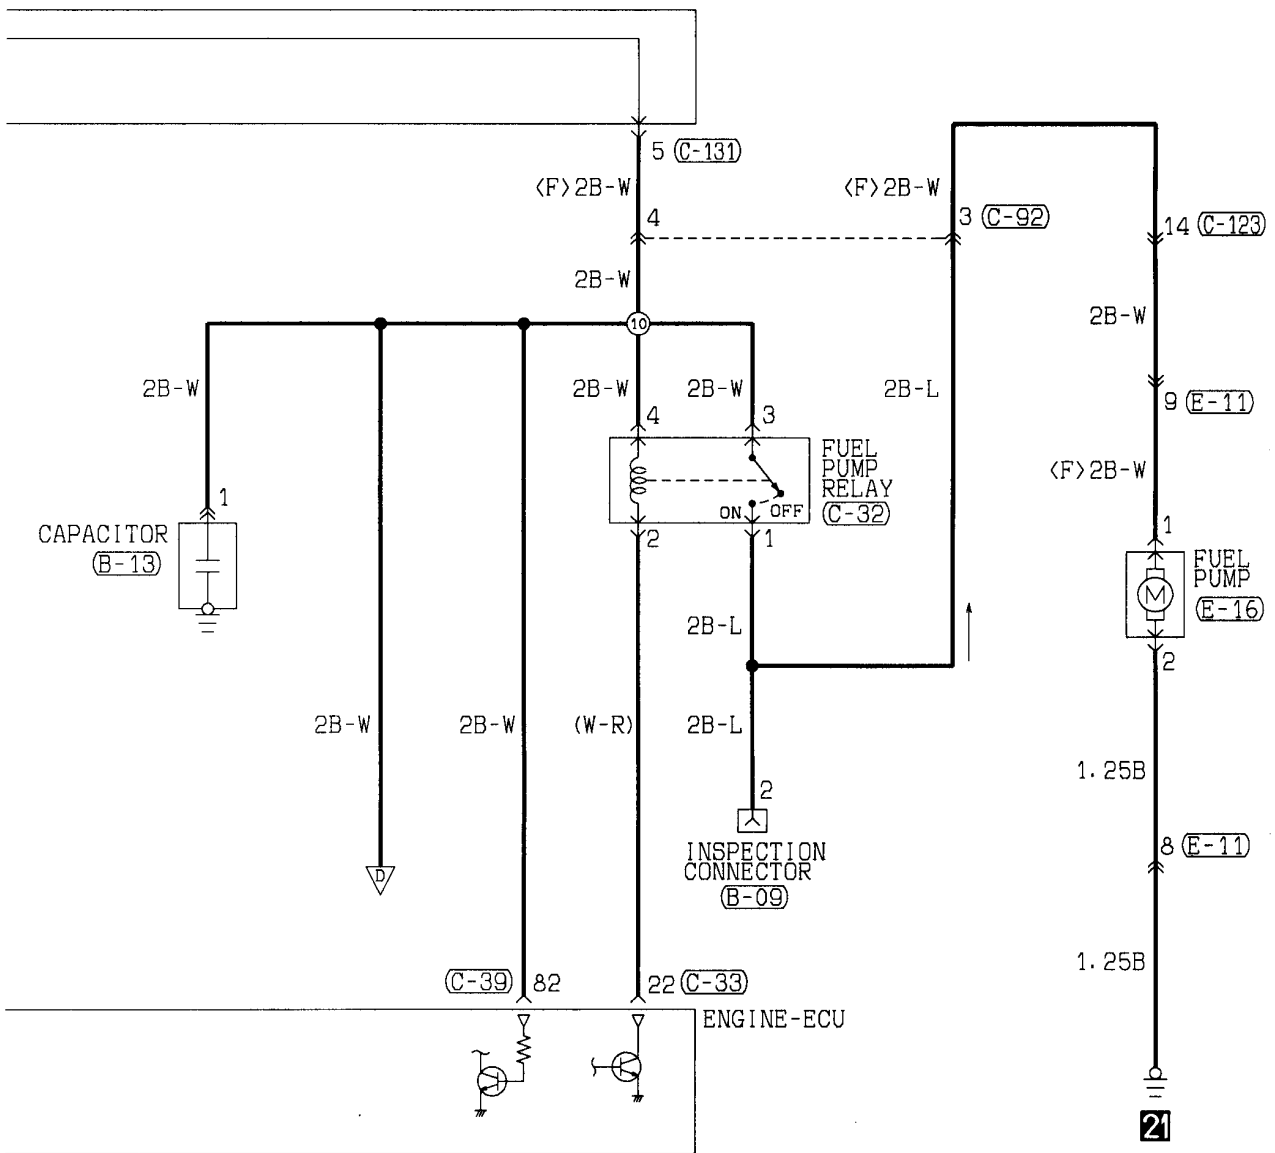 5 (C-131)
<F>2B-W
<F>2B-W
4
3 (C-92)
14 (C-123)
2B-W
2B-W
10
2B-W
2B-W
2B-W
2B-L
9 (E-11)
4
3
FUEL
PUMP
RELAY
(C-32)
<F>2B-W
ON
OFF
1
CAPACITOR
(B-13)
2
1
1
FUEL
PUMP
(E-16)
2B-L
2
2B-W
2B-W
(W-R)
2B-L
1.25B
2
INSPECTION
CONNECTOR
(B-09)
8 (E-11)
D
1.25B
(C-39) 82
22 (C-33)
ENGINE-ECU
M
21